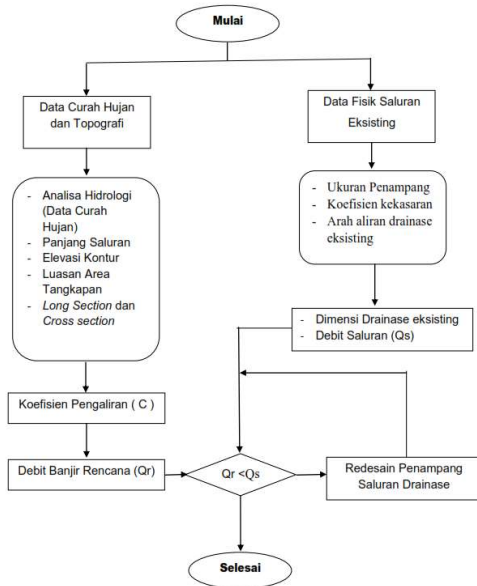 Mulai
Data Curah Hujan
dan Topografi
Data Fisik Saluran
Eksisting
- Analisa Hidrologi
(Data Curah
Hujan)
- Panjang Saluran
- Elevasi Kontur
- Luasan Area
Tangkapan
- Long Section dan
Cross section
- Ukuran Penampang
- Koefisien kekasaran
- Arah aliran drainase
eksisting
- Dimensi Drainase eksisting
- Debit Saluran (Qs)
Koefisien Pengaliran ( C )
Debit Banjir Rencana (Qr)
Qr <Qs
Redesain Penampang
Saluran Drainase
Selesai